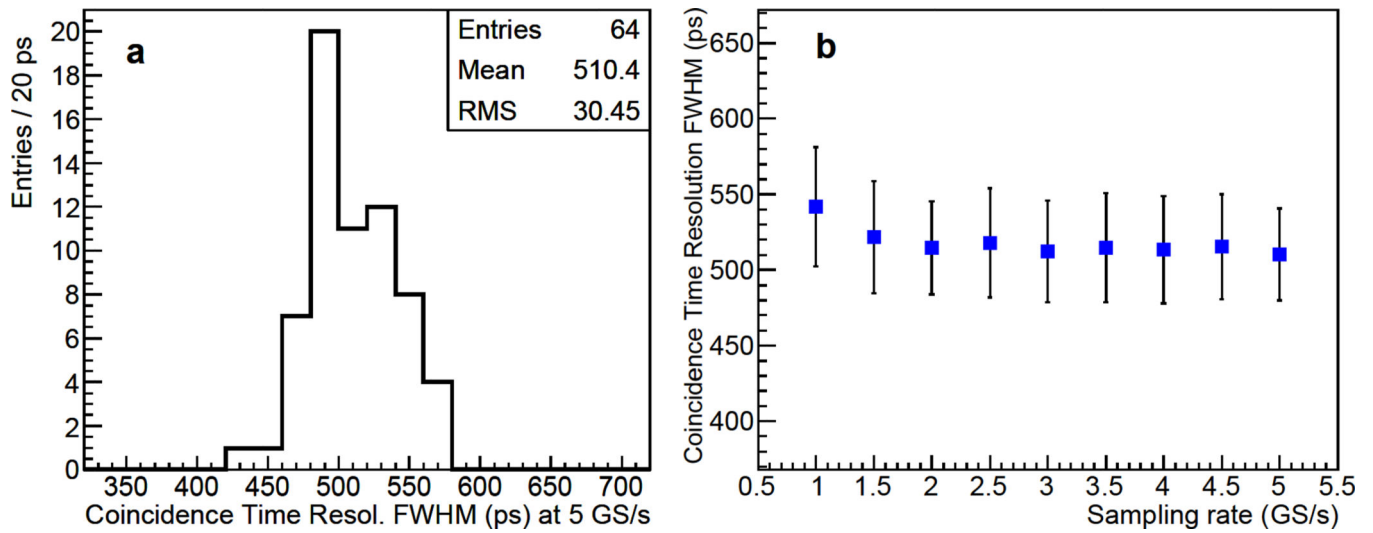 a
Entries 64
Mean 510.4
RMS 30.45
Entries / 20 ps
20
18
16
14
12
10
8
6
4
2
0
350 400 450 500 550 600 650 700
Coincidence Time Resol. FWHM (ps) at 5 GS/s
b
Coincidence Time Resolution FWHM (ps)
650
600
550
500
450
400
0.5 1 1.5 2 2.5 3 3.5 4 4.5 5 5.5
Sampling rate (GS/s)